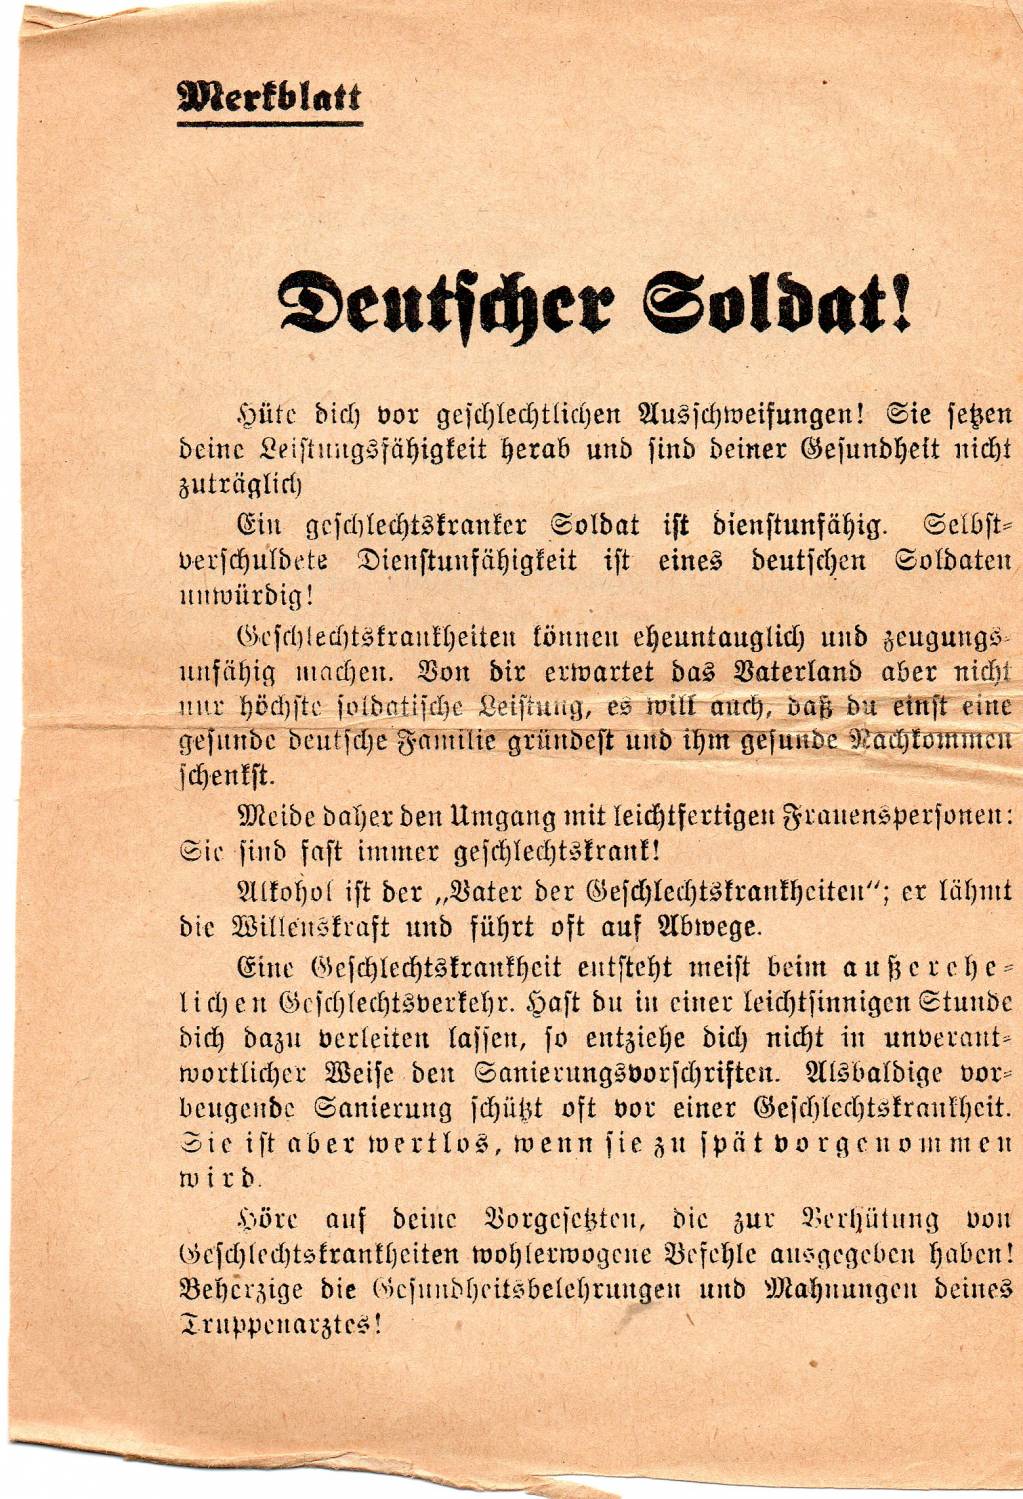 Merkblatt
Deutscher Soldat!
Hüte dich vor geschlechtlichen Ausschweifungen! Sie setzen
deine Leistungsfähigkeit herab und sind deiner Gesundheit nicht
zuträglich
Ein geschlechtskranker Soldat ist dienstunfähig. Selbst-
verschuldete Dienstunfähigkeit ist eines deutschen Soldaten
unwürdig!
Geschlechtskrankheiten können eheuntauglich und zeugungs-
unfähig machen. Von dir erwartet das Vaterland aber nicht
nur höchste soldatische Leistung, es will auch, daß du einst eine
gesunde deutsche Familie gründest und ihm gesunde Nachkommen
schenkst.
Meide daher den Umgang mit leichtfertigen Frauenspersonen:
Sie sind fast immer geschlechtskrank!
Alkohol ist der „Vater der Geschlechtskrankheiten“; er lähmt
die Willenskraft und führt oft auf Abwege.
Eine Geschlechtskrankheit entsteht meist beim außerehe-
lichen Geschlechtsverkehr. Hast du in einer leichtsinnigen Stunde
dich dazu verleiten lassen, so entziehe dich nicht in unverant-
wortlicher Weise den Sanierungsvorschriften. Alsbaldige vor-
beugende Sanierung schützt oft vor einer Geschlechtskrankheit.
Sie ist aber wertlos, wenn sie zu spät vorgenommen
wird.
Höre auf deine Vorgesetzten, die zur Verhütung von
Geschlechtskrankheiten wohlerwogene Befehle ausgegeben haben!
Beherzige die Gesundheitsbelehrungen und Mahnungen deines
Truppenarztes!